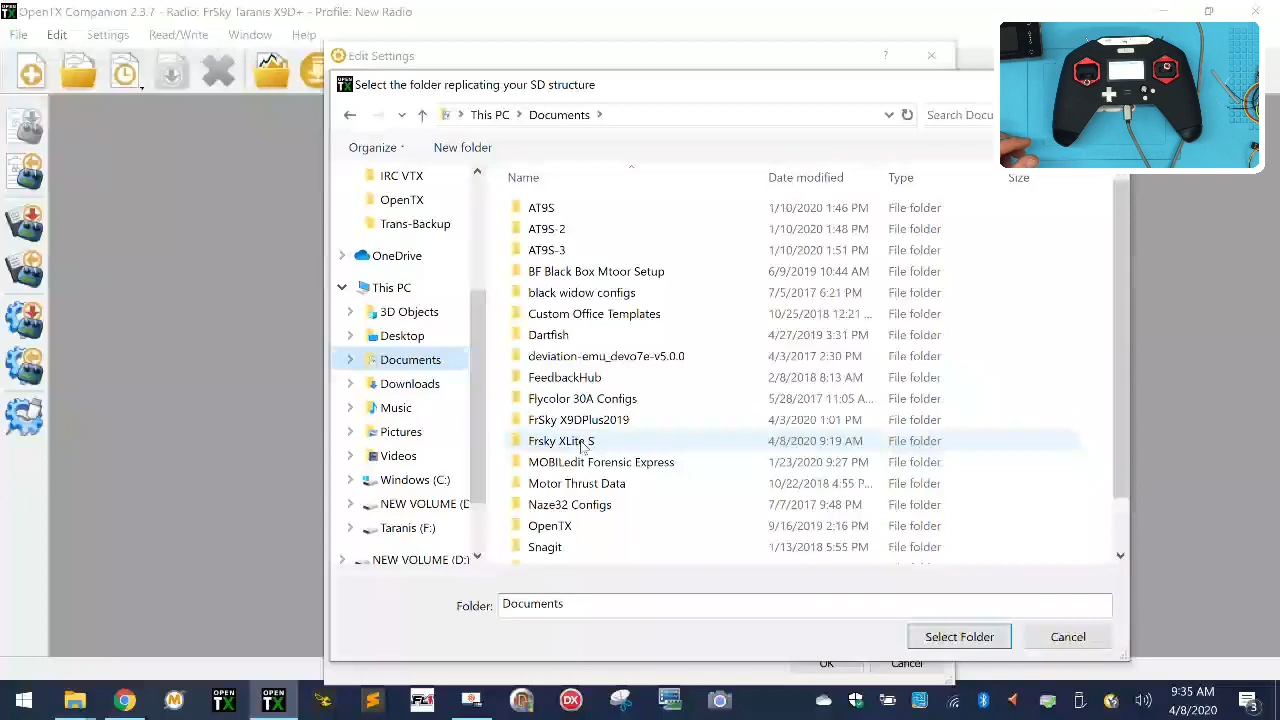 OpenTX Companion 2.3.7 - Radio: FrSky Taranis X9D+ - Profile: New Radio
File Edit Settings Read/Write Window Help
Edit Settings
Select the folder replicating your SD structure
This PC Documents
Search Docu
Organize New folder
Name Date modified Type Size
IRC VTX
OpenTX
Trans-Backup
OneDrive
This PC
3D Objects
Desktop
Documents
Downloads
Music
Pictures
Videos
Windows (C:)
NEW VOLUME (D
Taranis (F:)
NEW VOLUME (D:)
AT9S 1/10/2020 1:46 PM File folder
AT9S-2 1/10/2020 1:48 PM File folder
AT9S-3 1/10/2020 1:51 PM File folder
BF Black Box Mtoor Setup 6/9/2019 10:44 AM File folder
black widow configs 7/5/2017 6:21 PM File folder
Custom Office Templates 10/25/2018 12:21 ... File folder
Dartfish 4/27/2019 3:31 PM File folder
deviation-emu_devo7e-v5.0.0 4/3/2017 2:30 PM File folder
FeedbackHub 2/8/2018 8:13 AM File folder
Flycolor 30A Configs 5/28/2017 11:05 A... File folder
FrSky X9DPlus2019 4/3/2020 1:01 PM File folder
Frsky XLite S 4/8/2020 9:19 AM File folder
MOBILedit Forensic Express 1/23/2020 9:27 PM File folder
Motor Thrust Data 10/22/2018 4:55 P... File folder
Naze32 Configs 7/7/2017 9:48 PM File folder
OpenTX 9/16/2019 2:16 PM File folder
Snagit 1/13/2018 5:55 PM File folder
Folder: Documents
Select Folder Cancel
OK Cancel
OPEN TX
OPEN TX
DX
9:35 AM
4/8/2020
3